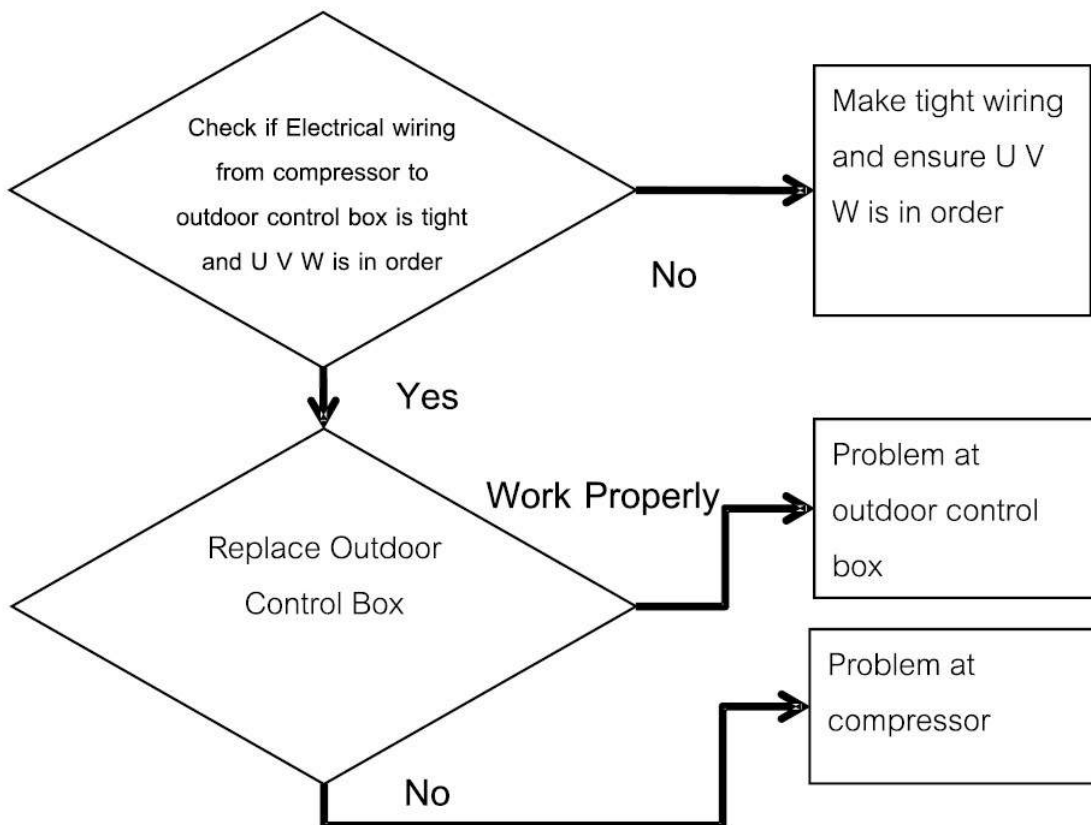 Check if Electrical wiring
from compressor to
outdoor control box is tight
and U V W is in order
Make tight wiring
and ensure U V
W is in order
No
Yes
Replace Outdoor
Control Box
Work Properly
Problem at
outdoor control
box
No
Problem at
compressor